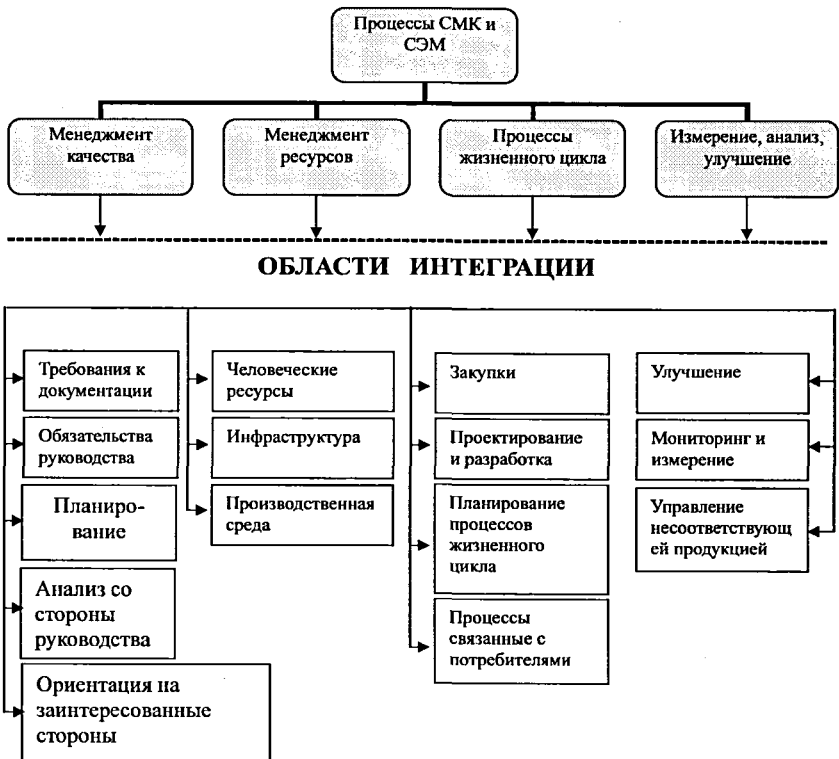 Процессы СМК и
СЭМ
Менеджмент
качества
Менеджмент
ресурсов
Процессы
жизненного цикла
Измерение, анализ,
улучшение
ОБЛАСТИ ИНТЕГРАЦИИ
Требования к
документации
Обязательства
руководства
Планиро-
вание
Анализ со
стороны
руководства
Ориентация на
заинтересованные
стороны
Человеческие
ресурсы
Инфраструктура
Производственная
среда
Закупки
Проектирование
и разработка
Планирование
процессов
жизненного
цикла
Процессы
связанные с
потребителями
Улучшение
Мониторинг и
измерение
Управление
несоответствующ
ей продукцией